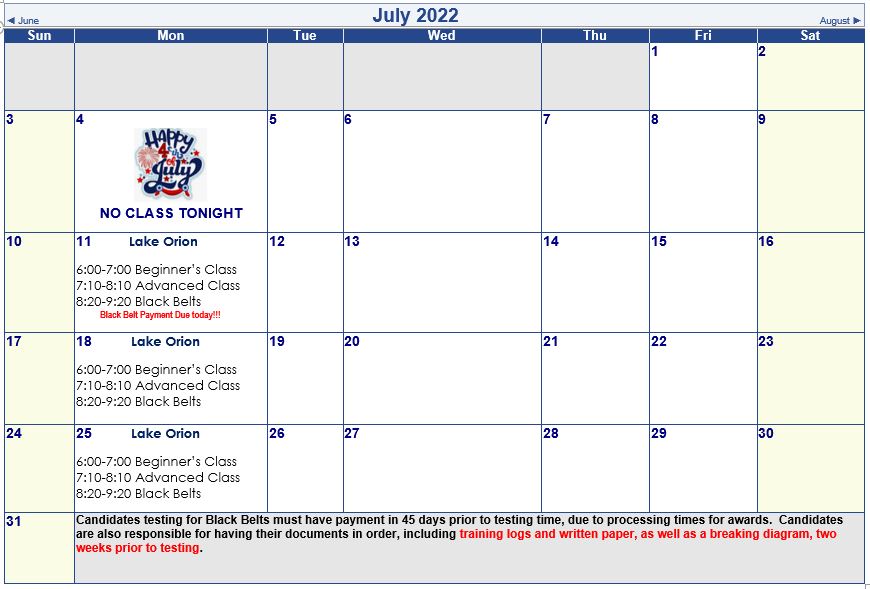 ◄ June
July 2022
August ►
Sun Mon Tue Wed Thu Fri Sat
1 2
3 4 5 6 7 8 9
HAPPY
4th
of
July
NO CLASS TONIGHT
10 11 Lake Orion 12 13 14 15 16
6:00-7:00 Beginner’s Class
7:10-8:10 Advanced Class
8:20-9:20 Black Belts
Black Belt Payment Due today!!!
17 18 Lake Orion 19 20 21 22 23
6:00-7:00 Beginner’s Class
7:10-8:10 Advanced Class
8:20-9:20 Black Belts
24 25 Lake Orion 26 27 28 29 30
6:00-7:00 Beginner’s Class
7:10-8:10 Advanced Class
8:20-9:20 Black Belts
31 Candidates testing for Black Belts must have payment in 45 days prior to testing time, due to processing times for awards. Candidates
are also responsible for having their documents in order, including training logs and written paper, as well as a breaking diagram, two
weeks prior to testing.